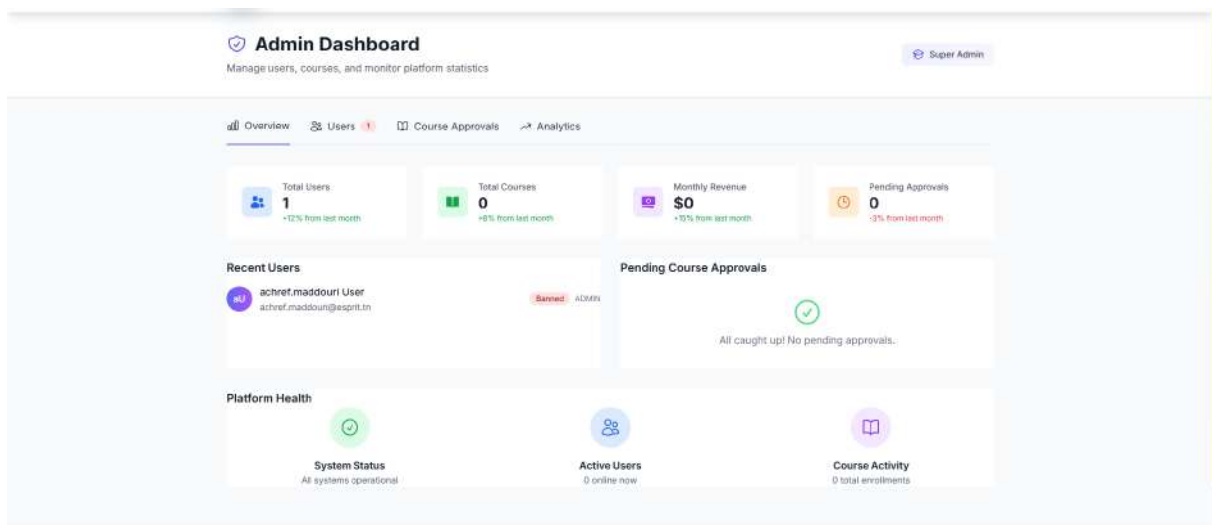 Admin Dashboard
Manage users, courses, and monitor platform statistics
Super Admin
Overview Users 1 Course Approvals Analytics
Total Users
1
+12% from last month
Total Courses
0
+8% from last month
Monthly Revenue
$0
+15% from last month
Pending Approvals
0
-3% from last month
Recent Users
aU
achref.maddouri User
achref.maddouri@esprit.tn
Banned ADMIN
Pending Course Approvals
All caught up! No pending approvals.
Platform Health
System Status
All systems operational
Active Users
0 online now
Course Activity
0 total enrollments